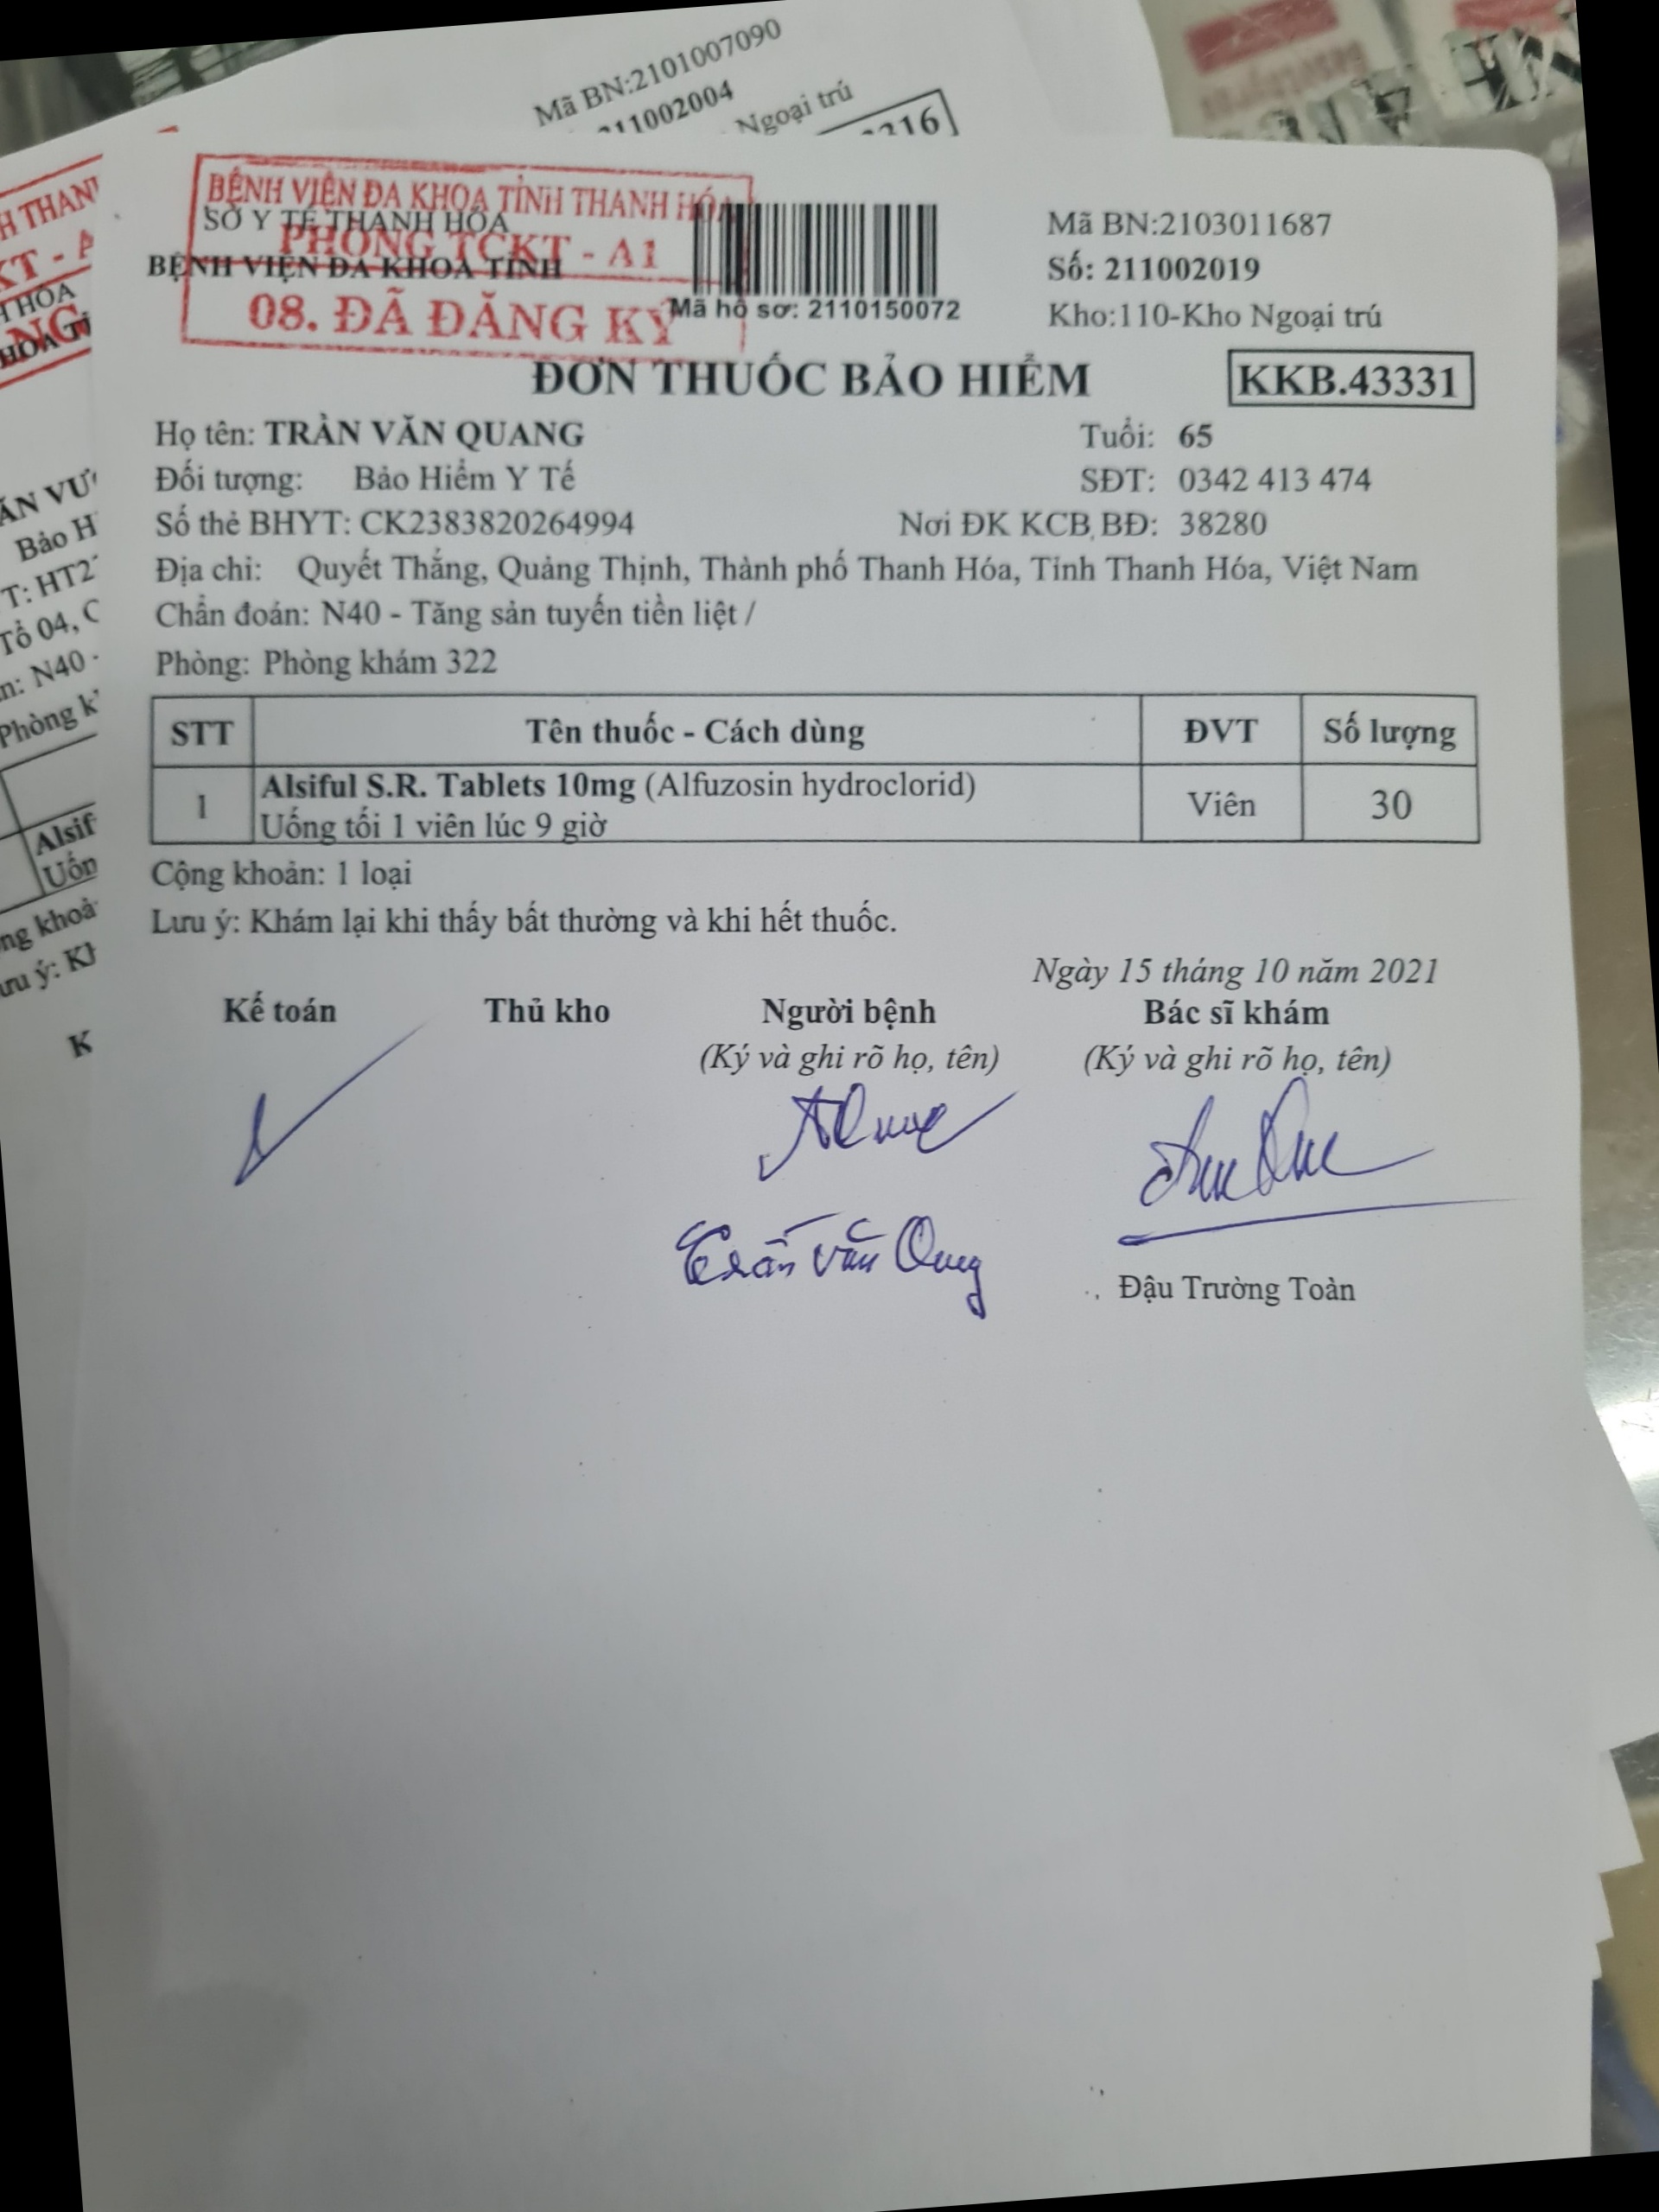 Mã BN:2101007090
211002004
Ngoại trú
BỆNH VIỆN ĐA KHOA TỈNH THANH HÓA
PHÒNG TCKT - A1
08. ĐÃ ĐĂNG KÝ
SỞ Y TẾ THANH HÓA
BỆNH VIỆN ĐA KHOA TỈNH
Mã hồ sơ: 2110150072
Mã BN:2103011687
Số: 211002019
Kho:110-Kho Ngoại trú
ĐƠN THUỐC BẢO HIỂM
KKB.43331
Họ tên: TRẦN VĂN QUANG Tuổi: 65
Đối tượng: Bảo Hiểm Y Tế SĐT: 0342 413 474
Số thẻ BHYT: CK2383820264994 Nơi ĐK KCB BĐ: 38280
Địa chỉ: Quyết Thắng, Quảng Thịnh, Thành phố Thanh Hóa, Tỉnh Thanh Hóa, Việt Nam
Chẩn đoán: N40 - Tăng sản tuyến tiền liệt /
Phòng: Phòng khám 322
STT Tên thuốc - Cách dùng ĐVT Số lượng
1 Alsiful S.R. Tablets 10mg (Alfuzosin hydroclorid) Viên 30
Uống tối 1 viên lúc 9 giờ
Cộng khoản: 1 loại
Lưu ý: Khám lại khi thấy bất thường và khi hết thuốc.
Ngày 15 tháng 10 năm 2021
Kế toán Thủ kho Người bệnh Bác sĩ khám
(Ký và ghi rõ họ, tên) (Ký và ghi rõ họ, tên)
Trần Văn Quang
Đậu Trường Toàn